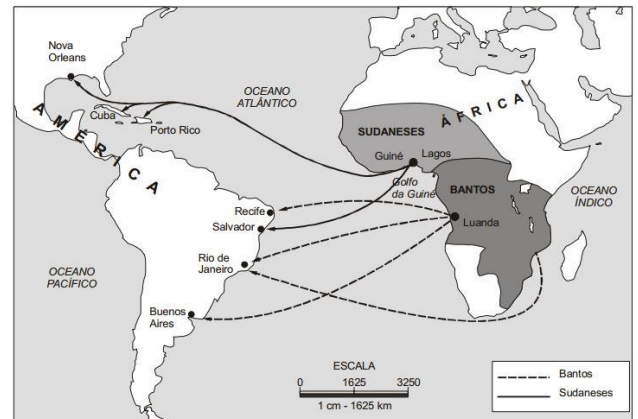 Nova
Orleans
OCEANO
ATLÂNTICO
Cuba
Porto Rico
AMÉRICA
ÁFRICA
SUDANESES
Guiné
Lagos
Golfo
da Guiné
BANTOS
Luanda
OCEANO
ÍNDICO
Recife
Salvador
Rio de
Janeiro
OCEANO
PACÍFICO
Buenos
Aires
ESCALA
0 1625 3250
1 cm - 1625 km
Bantos
Sudaneses